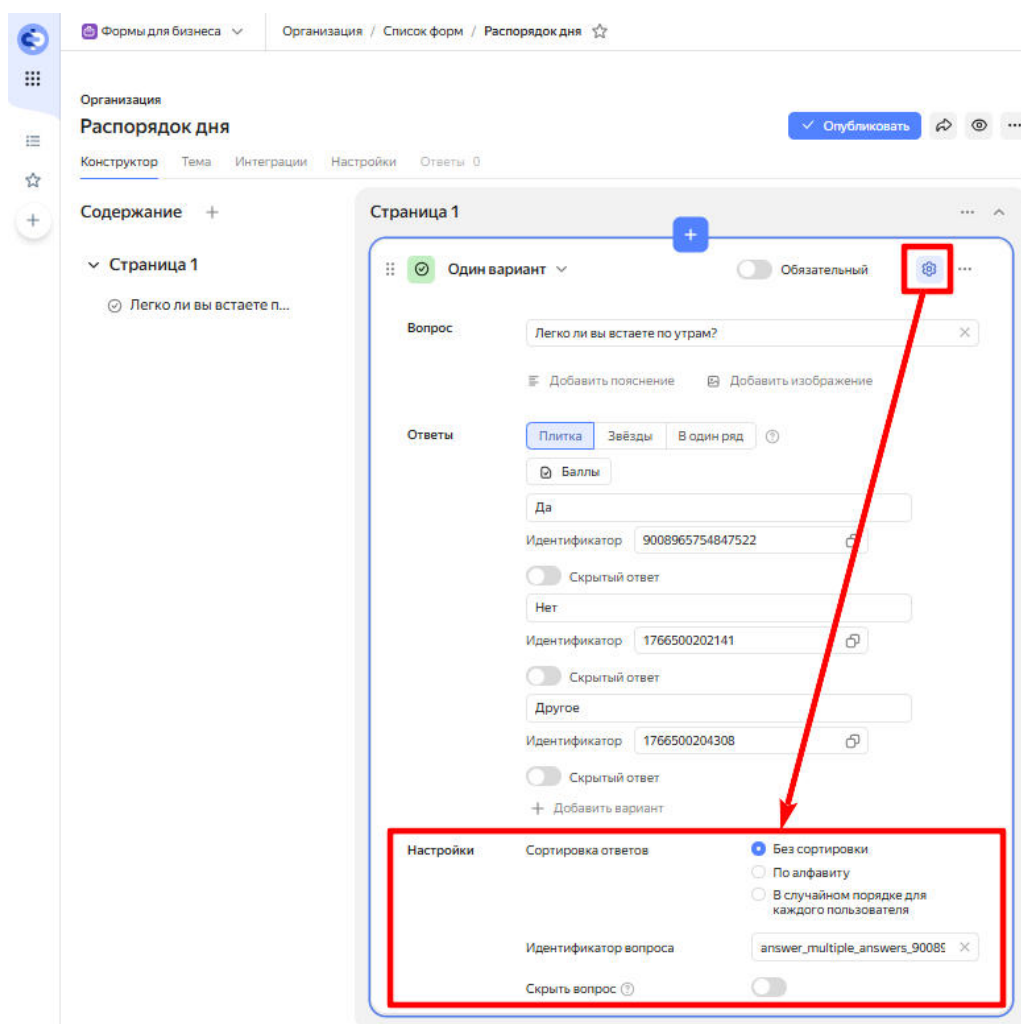 Формы для бизнеса
Организация / Список форм / Распорядок дня
Организация
Распорядок дня
Опубликовать
Конструктор Тема Интеграции Настройки Ответы 0
Содержание +
Страница 1
Страница 1
Легко ли вы встаете п...
Один вариант
Обязательный
Вопрос
Легко ли вы встаете по утрам?
Добавить пояснение Добавить изображение
Ответы
Плитка Звёзды В один ряд
Баллы
Да
Идентификатор 9008965754847522
Скрытый ответ
Нет
Идентификатор 1766500202141
Скрытый ответ
Другое
Идентификатор 1766500204308
Скрытый ответ
+ Добавить вариант
Настройки
Сортировка ответов
Без сортировки
По алфавиту
В случайном порядке для
каждого пользователя
Идентификатор вопроса answer_multiple_answers_9008
Скрыть вопрос